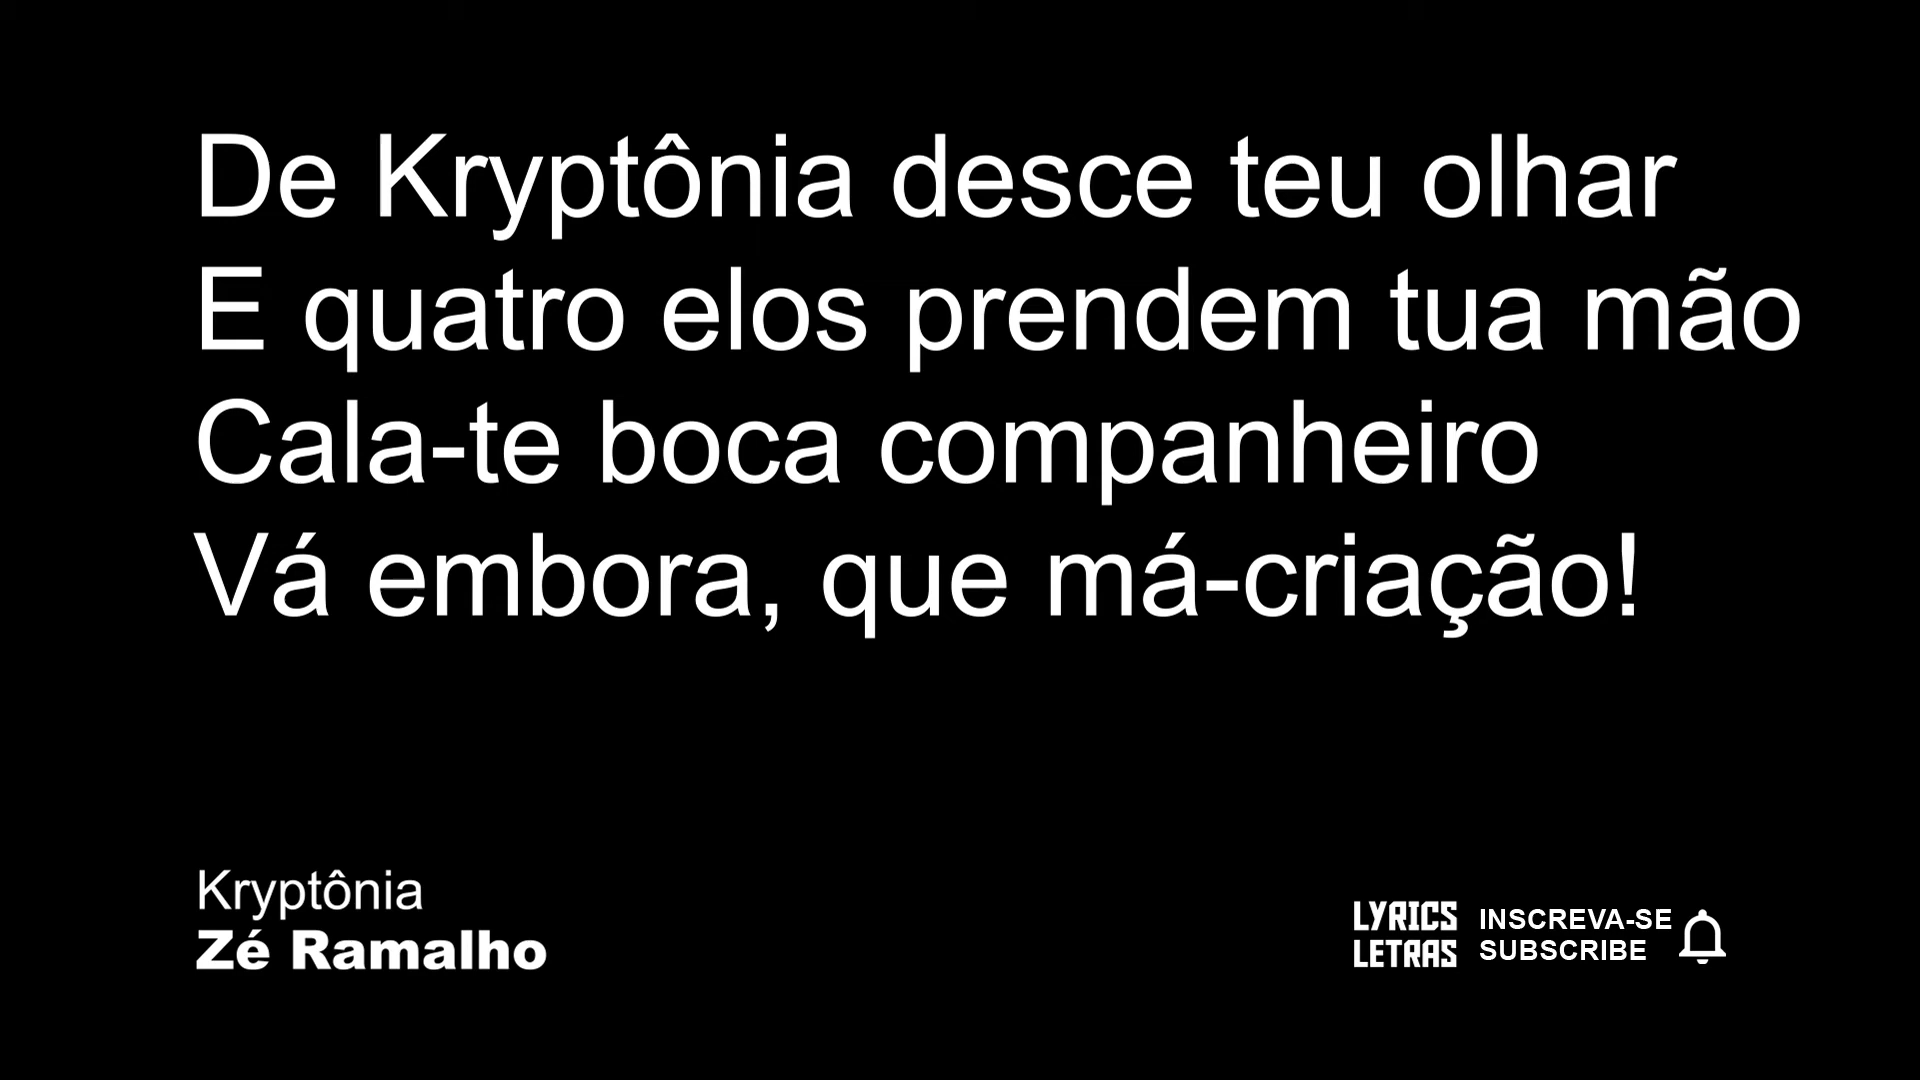 De Kryptônia desce teu olhar
E quatro elos prendem tua mão
Cala-te boca companheiro
Vá embora, que má-criação!
Kryptônia
Zé Ramalho
LYRICS
LETRAS
INSCREVA-SE
SUBSCRIBE